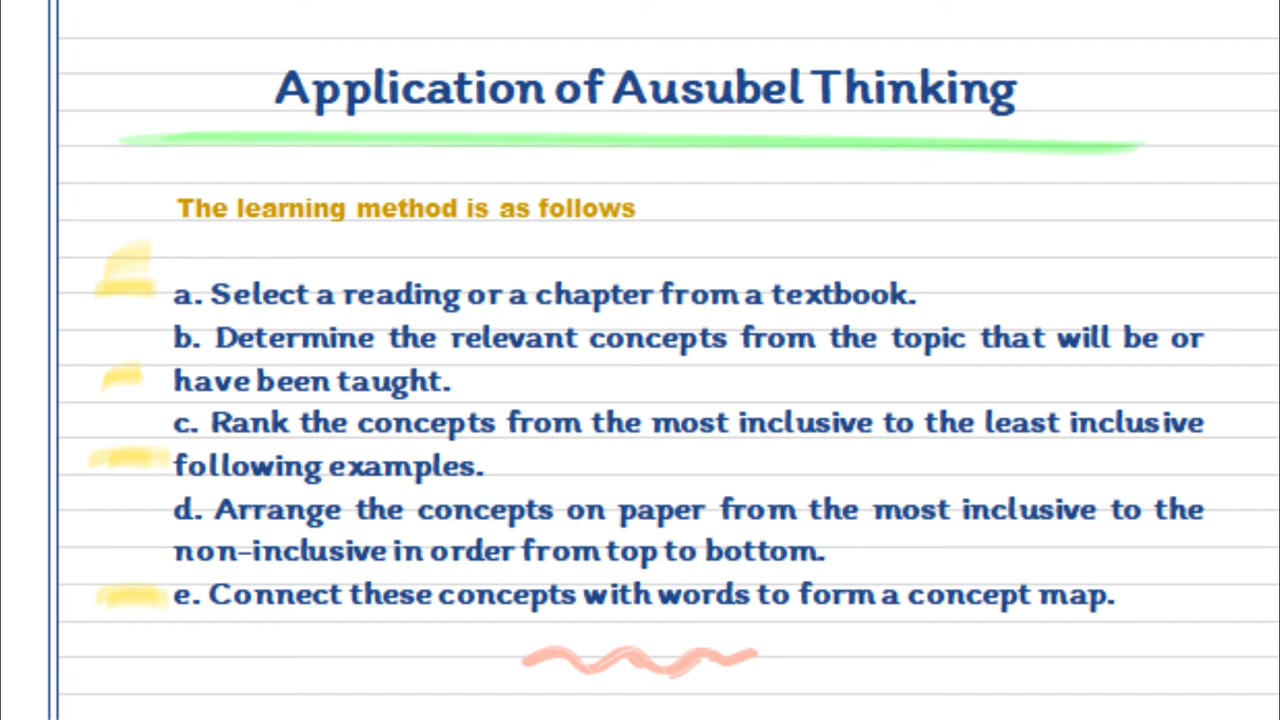 Application of Ausubel Thinking
The learning method is as follows
a. Select a reading or a chapter from a textbook.
b. Determine the relevant concepts from the topic that will be or
have been taught.
c. Rank the concepts from the most inclusive to the least inclusive
following examples.
d. Arrange the concepts on paper from the most inclusive to the
non-inclusive in order from top to bottom.
e. Connect these concepts with words to form a concept map.